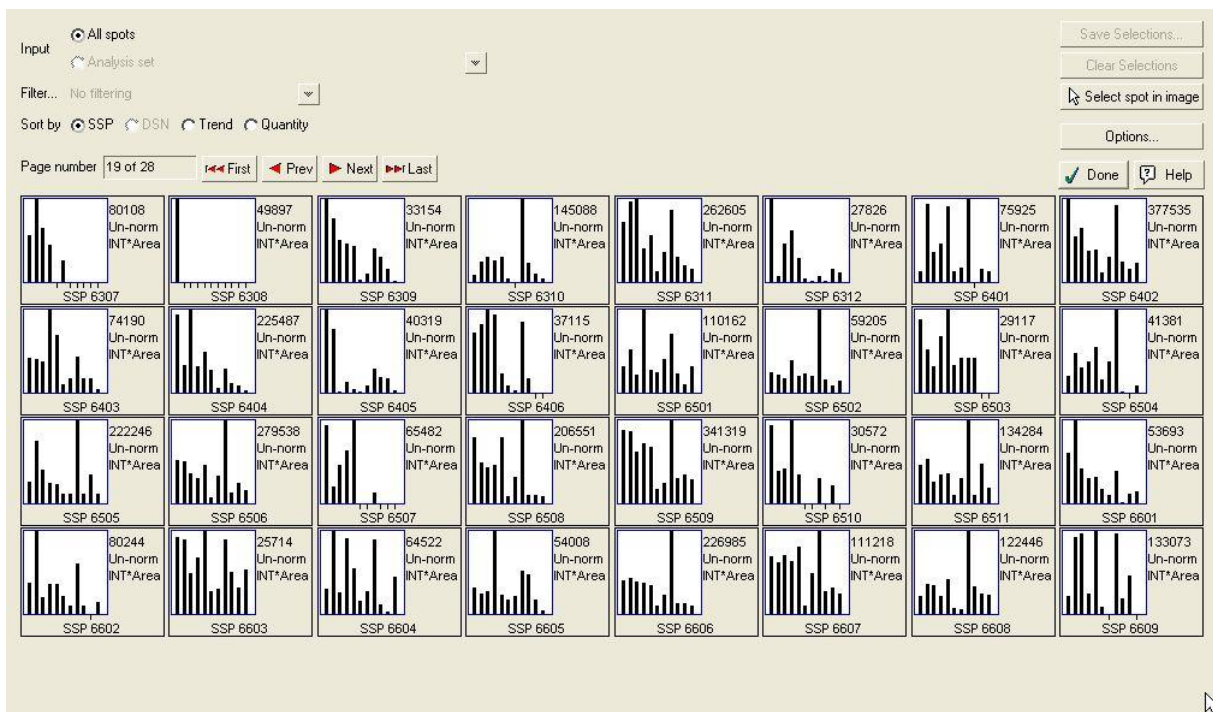 Input All spots Save Selections...
Analysis set Clear Selections
Filter... No filtering Select spot in image
Sort by SSP DSN Trend Quantity
Options...
Page number 19 of 28 First Prev Next Last Done Help
80108 49897 33154 145088 262605 27826 75925 377535
Un-norm Un-norm Un-norm Un-norm Un-norm Un-norm Un-norm Un-norm
INT*Area INT*Area INT*Area INT*Area INT*Area INT*Area INT*Area INT*Area
SSP 6307 SSP 6308 SSP 6309 SSP 6310 SSP 6311 SSP 6312 SSP 6401 SSP 6402
74190 225487 40319 37115 110162 59205 29117 41381
Un-norm Un-norm Un-norm Un-norm Un-norm Un-norm Un-norm Un-norm
INT*Area INT*Area INT*Area INT*Area INT*Area INT*Area INT*Area INT*Area
SSP 6403 SSP 6404 SSP 6405 SSP 6406 SSP 6501 SSP 6502 SSP 6503 SSP 6504
222246 279538 65482 206551 341319 30572 134284 53693
Un-norm Un-norm Un-norm Un-norm Un-norm Un-norm Un-norm Un-norm
INT*Area INT*Area INT*Area INT*Area INT*Area INT*Area INT*Area INT*Area
SSP 6505 SSP 6506 SSP 6507 SSP 6508 SSP 6509 SSP 6510 SSP 6511 SSP 6601
80244 25714 64522 54008 226985 111218 122446 133073
Un-norm Un-norm Un-norm Un-norm Un-norm Un-norm Un-norm Un-norm
INT*Area INT*Area INT*Area INT*Area INT*Area INT*Area INT*Area INT*Area
SSP 6602 SSP 6603 SSP 6604 SSP 6605 SSP 6606 SSP 6607 SSP 6608 SSP 6609